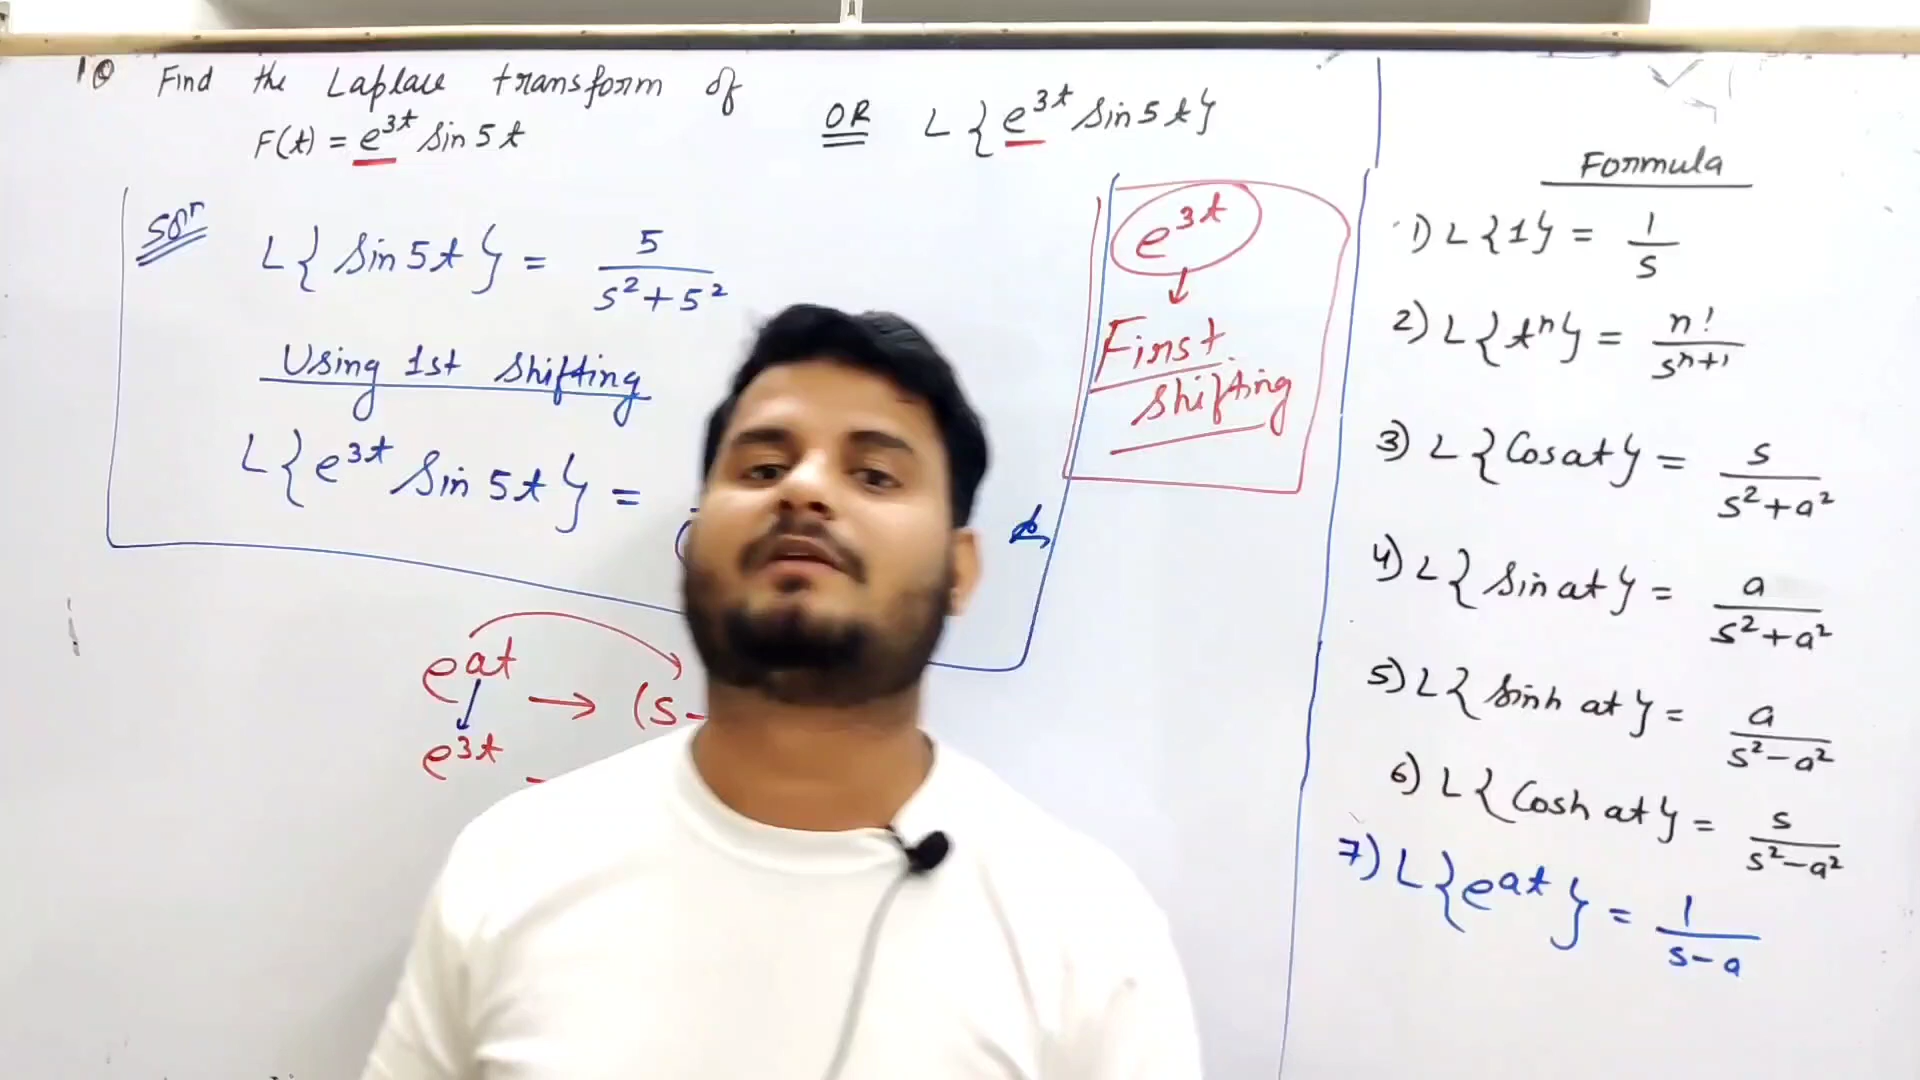 1Q Find the Laplace transform of
F(t) = e^{3t} Sin 5t OR L{e^{3t} Sin 5t}
Solⁿ L{Sin 5t} = 5/(s²+5²)
Using 1st Shifting
L{e^{3t} Sin 5t} =
e^{at} → (s-
e^{3t}
e^{3t}
↓
First
Shifting
Formula
1) L{1} = 1/s
2) L{tⁿ} = n!/s^{n+1}
3) L{Cos at} = s/(s²+a²)
4) L{Sin at} = a/(s²+a²)
5) L{Sinh at} = a/(s²-a²)
6) L{Cosh at} = s/(s²-a²)
7) L{e^{at}} = 1/(s-a)